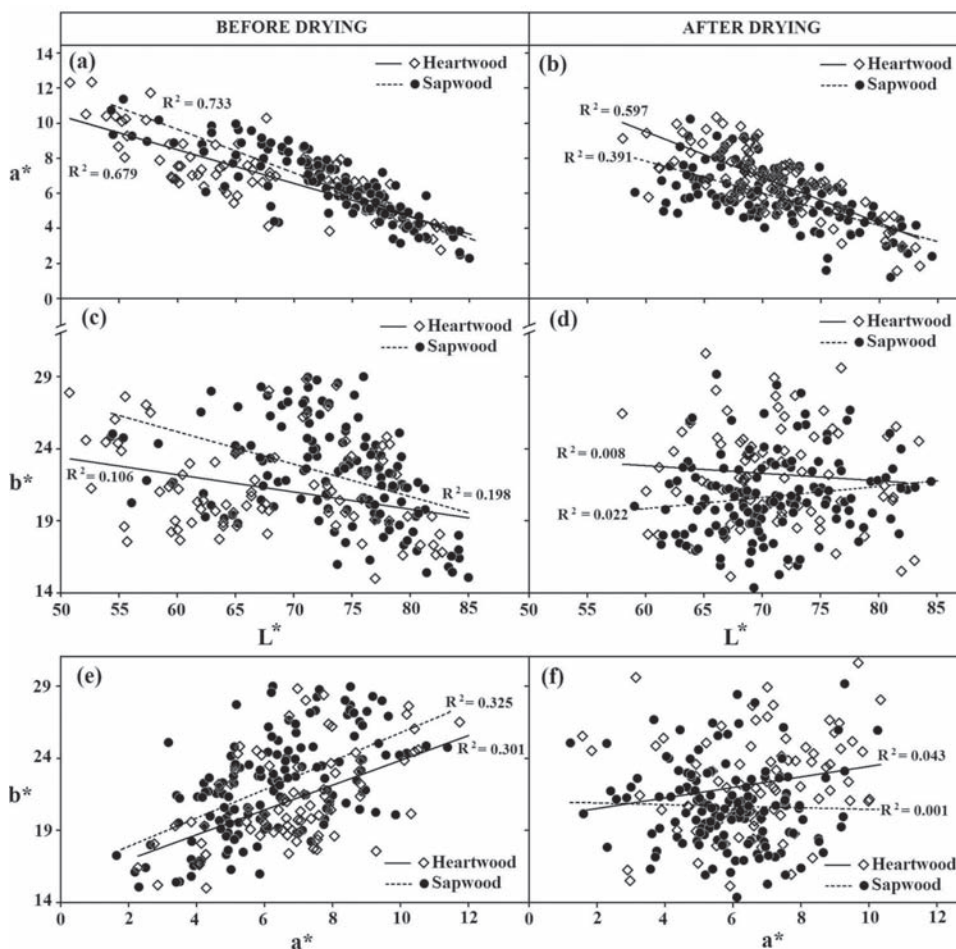 BEFORE DRYING AFTER DRYING
(a) Heartwood Sapwood
(b) Heartwood Sapwood
R² = 0.733
R² = 0.679
R² = 0.597
R² = 0.391
a*
14
12
10
8
6
4
2
0
(c) Heartwood Sapwood
(d) Heartwood Sapwood
R² = 0.106
R² = 0.198
R² = 0.008
R² = 0.022
b*
29
24
19
14
50 55 60 65 70 75 80 85
55 60 65 70 75 80 85
L* L*
(e) Heartwood Sapwood
(f) Heartwood Sapwood
R² = 0.325
R² = 0.301
R² = 0.043
R² = 0.001
b*
29
24
19
14
0 2 4 6 8 10 12
0 2 4 6 8 10 12
a* a*